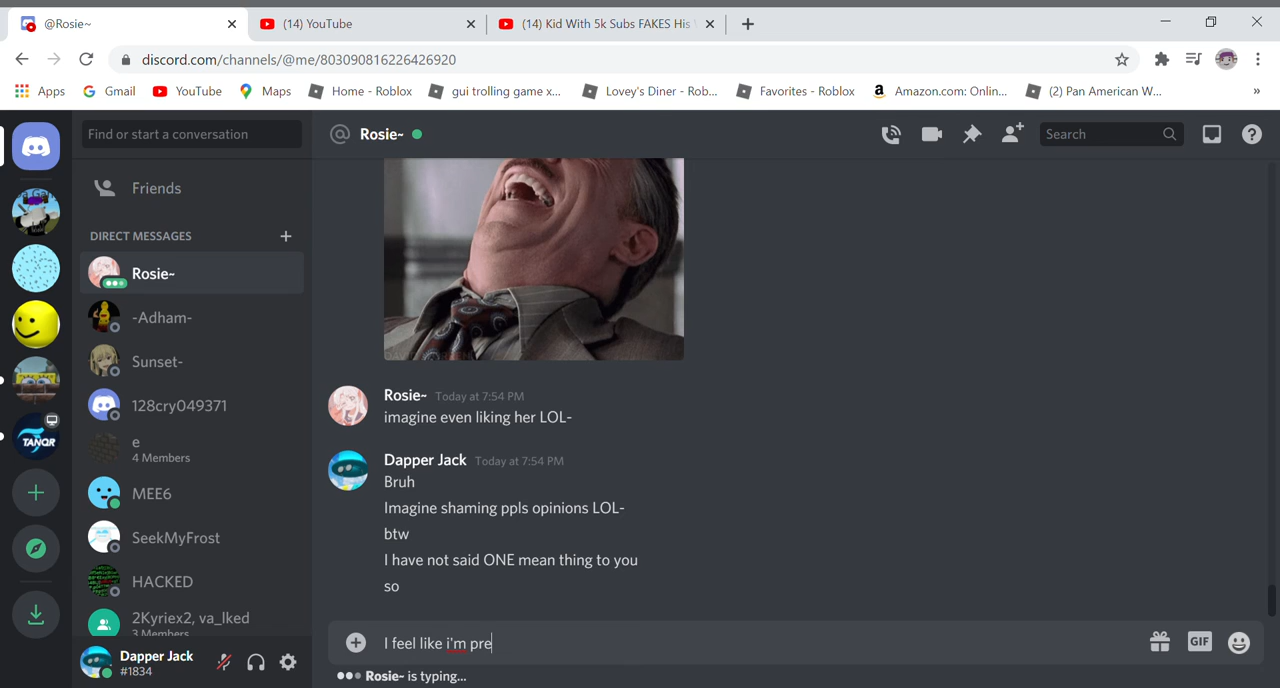 @Rosie~
(14) YouTube
(14) Kid With 5k Subs FAKES His
discord.com/channels/@me/803090816226426920
Apps
Gmail
YouTube
Maps
Home - Roblox
gui trolling game x...
Lovey's Diner - Rob...
Favorites - Roblox
Amazon.com: Onlin...
(2) Pan American W...
»
Find or start a conversation
Rosie~
Search
Friends
DIRECT MESSAGES
Rosie~
-Adham-
Sunset-
128cry049371
e
4 Members
MEE6
SeekMyFrost
HACKED
2Kyriex2, va_lked
3 Members
TANQR
Dapper Jack
#1834
Rosie~ Today at 7:54 PM
imagine even liking her LOL-
Dapper Jack Today at 7:54 PM
Bruh
Imagine shaming ppls opinions LOL-
btw
I have not said ONE mean thing to you
so
I feel like i'm pre
GIF
Rosie~ is typing...